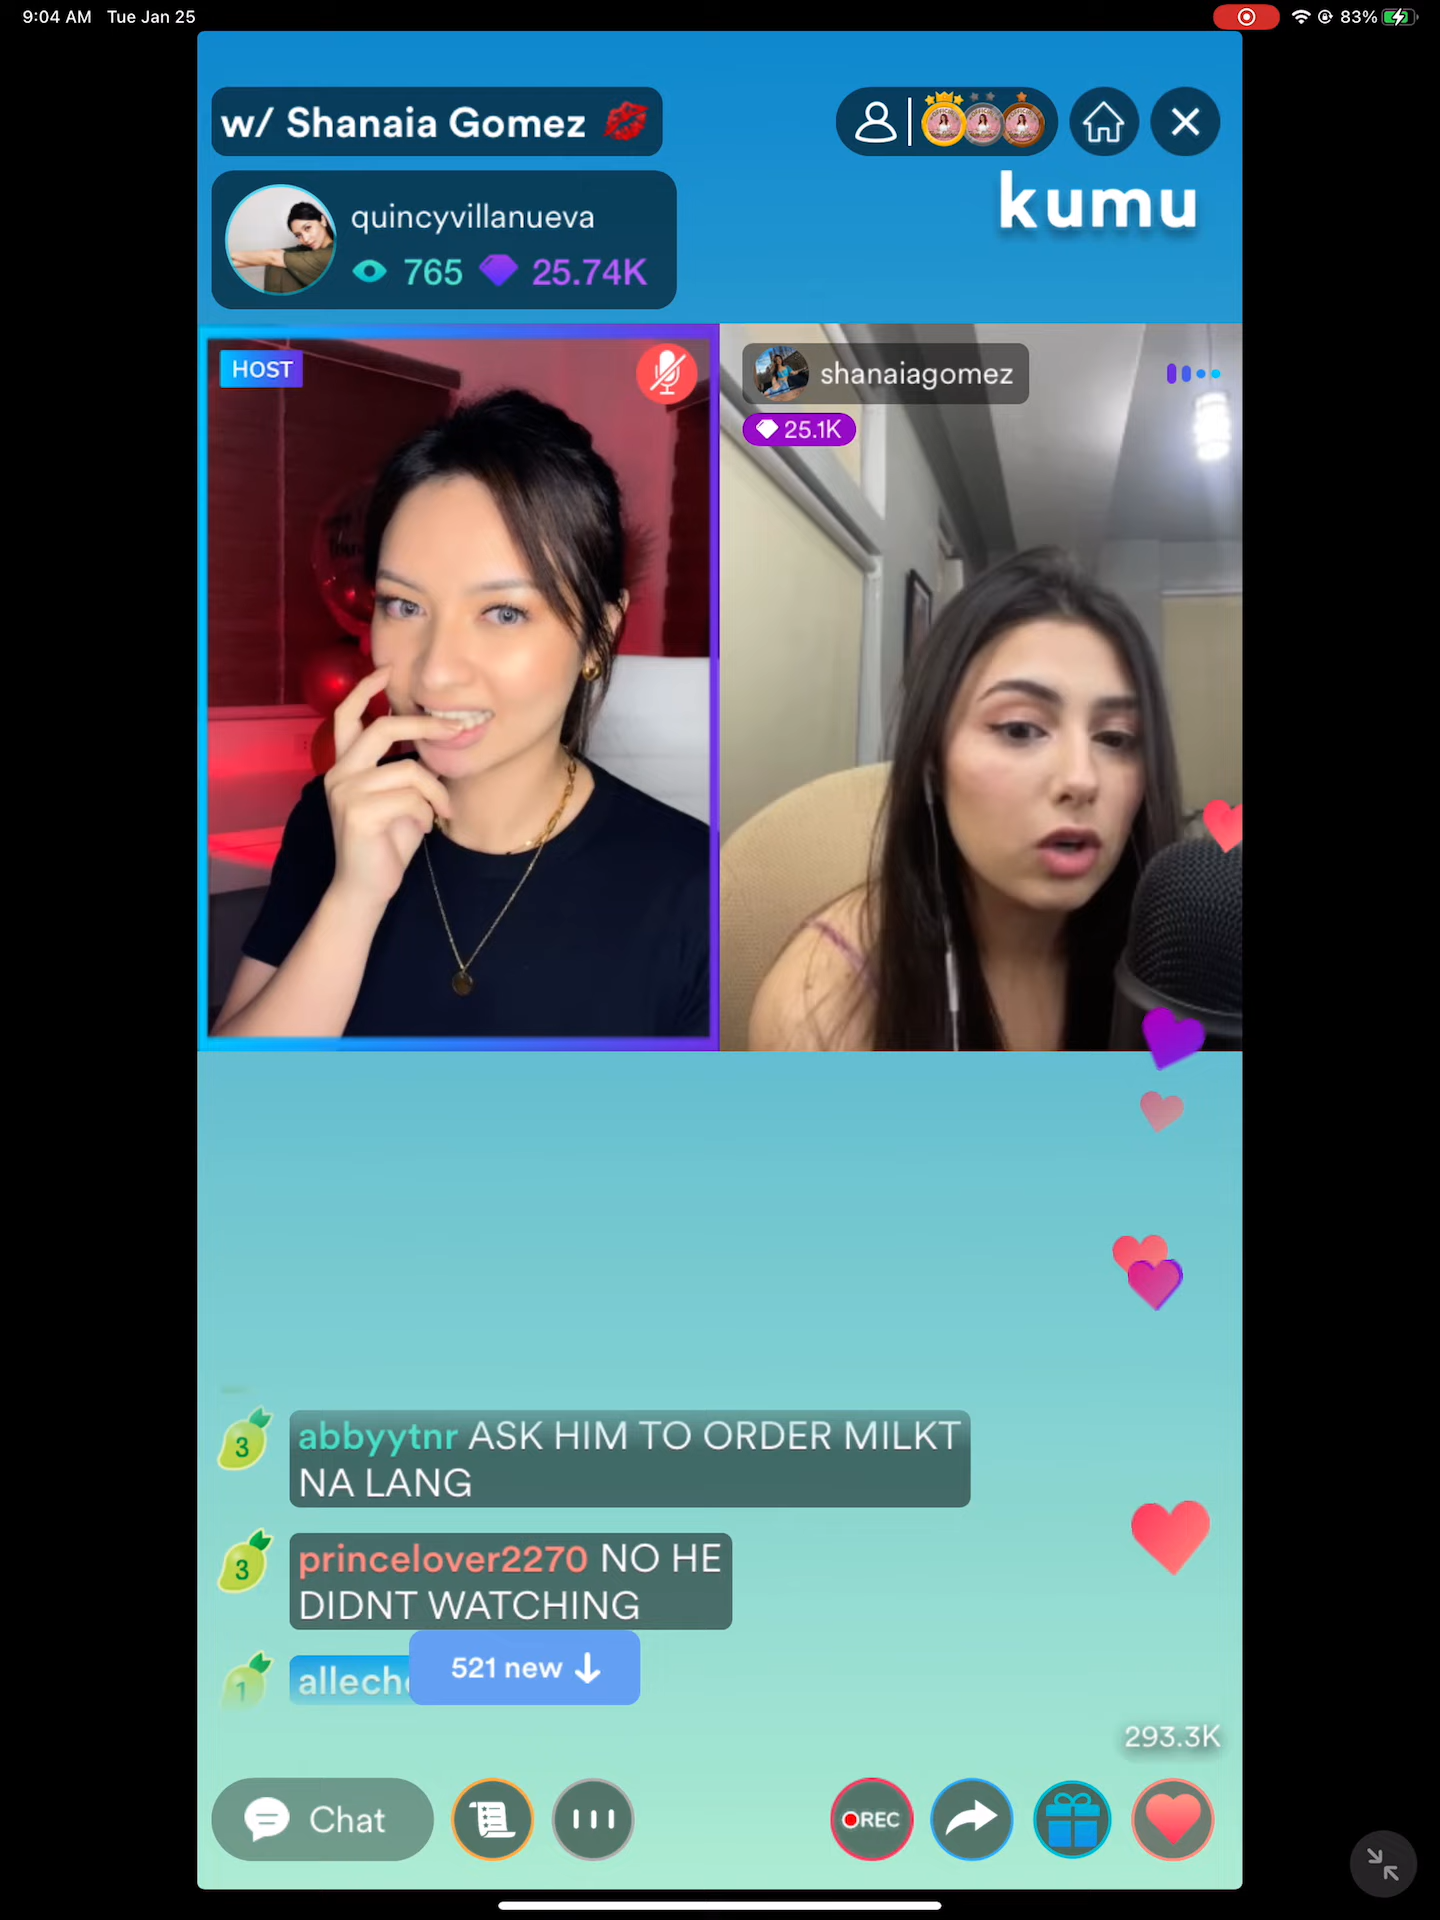 9:04 AM Tue Jan 25
83%
w/ Shanaia Gomez
kumu
quincyvillanueva
765 25.74K
HOST
shanaiagomez
25.1K
3
abbyytnr ASK HIM TO ORDER MILKT
NA LANG
3
princelover2270 NO HE
DIDNT WATCHING
1
521 new
293.3K
Chat
REC